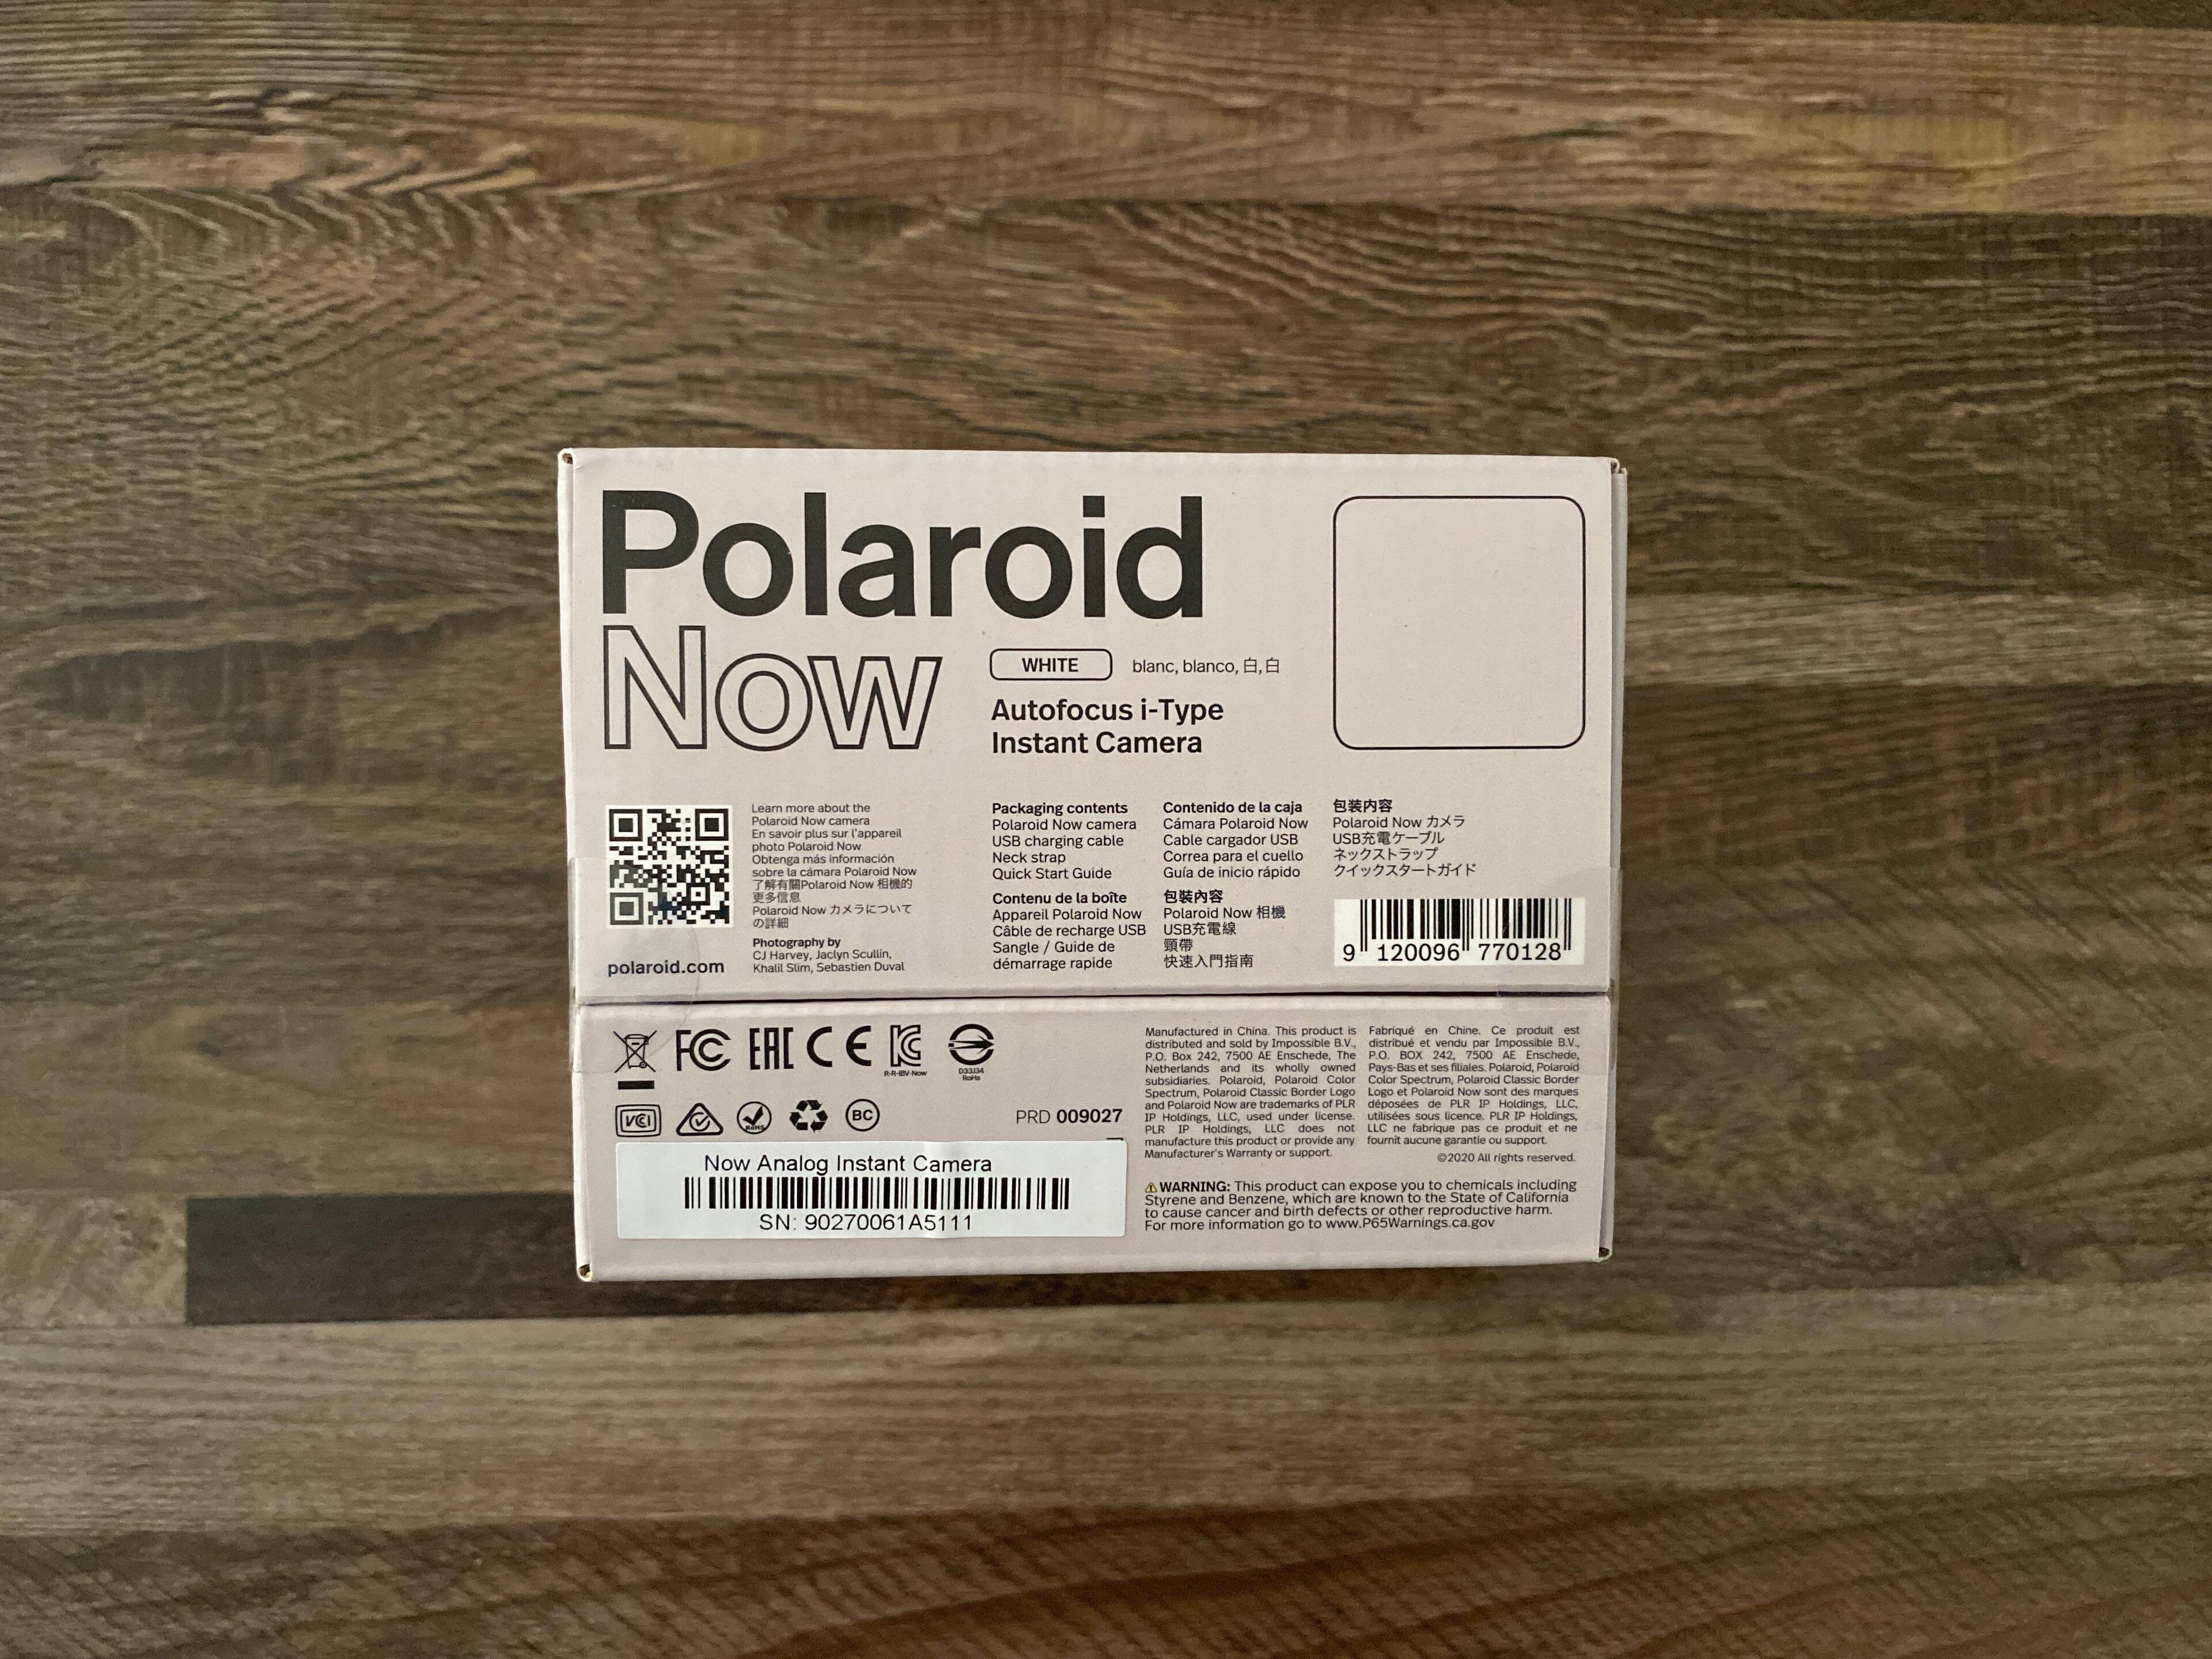 Polaroid
Now
WHITE
blanc, blanco, 白,白
Autofocus i-Type
Instant Camera
Learn more about the
Polaroid Now camera
En savoir plus sur l'appareil
photo Polaroid Now
Obtenga más información
sobre la cámara Polaroid Now
了解有關Polaroid Now 相機的
更多信息
Polaroid Now カメラについて
の詳細
Photography by
CJ Harvey, Jaclyn Scullin,
Khalil Slim, Sebastien Duval
polaroid.com
Packaging contents
Polaroid Now camera
USB charging cable
Neck strap
Quick Start Guide
Contenu de la boîte
Appareil Polaroid Now
Câble de recharge USB
Sangle / Guide de
démarrage rapide
Contenido de la caja
Cámara Polaroid Now
Cable cargador USB
Correa para el cuello
Guía de inicio rápido
包裝內容
Polaroid Now 相機
USB充電線
頸帶
快速入門指南
包装内容
Polaroid Now カメラ
USB充電ケーブル
ネックストラップ
クイックスタートガイド
9 120096 770128
FC EAC CE KC
R-R-IBV-Now
D33J34
RoHs
VCCI
RoHS
BC
PRD 009027
Now Analog Instant Camera
SN: 90270061A5111
Manufactured in China. This product is
distributed and sold by Impossible B.V.,
P.O. Box 242, 7500 AE Enschede, The
Netherlands and its wholly owned
subsidiaries. Polaroid, Polaroid Color
Spectrum, Polaroid Classic Border Logo
and Polaroid Now are trademarks of PLR
IP Holdings, LLC, used under license.
PLR IP Holdings, LLC does not
manufacture this product or provide any
Manufacturer's Warranty or support.
Fabriqué en Chine. Ce produit est
distribué et vendu par Impossible B.V.,
P.O. BOX 242, 7500 AE Enschede,
Pays-Bas et ses filiales. Polaroid, Polaroid
Color Spectrum, Polaroid Classic Border
Logo et Polaroid Now sont des marques
déposées de PLR IP Holdings, LLC,
utilisées sous licence. PLR IP Holdings,
LLC ne fabrique pas ce produit et ne
fournit aucune garantie ou support.
©2020 All rights reserved.
WARNING: This product can expose you to chemicals including
Styrene and Benzene, which are known to the State of California
to cause cancer and birth defects or other reproductive harm.
For more information go to www.P65Warnings.ca.gov